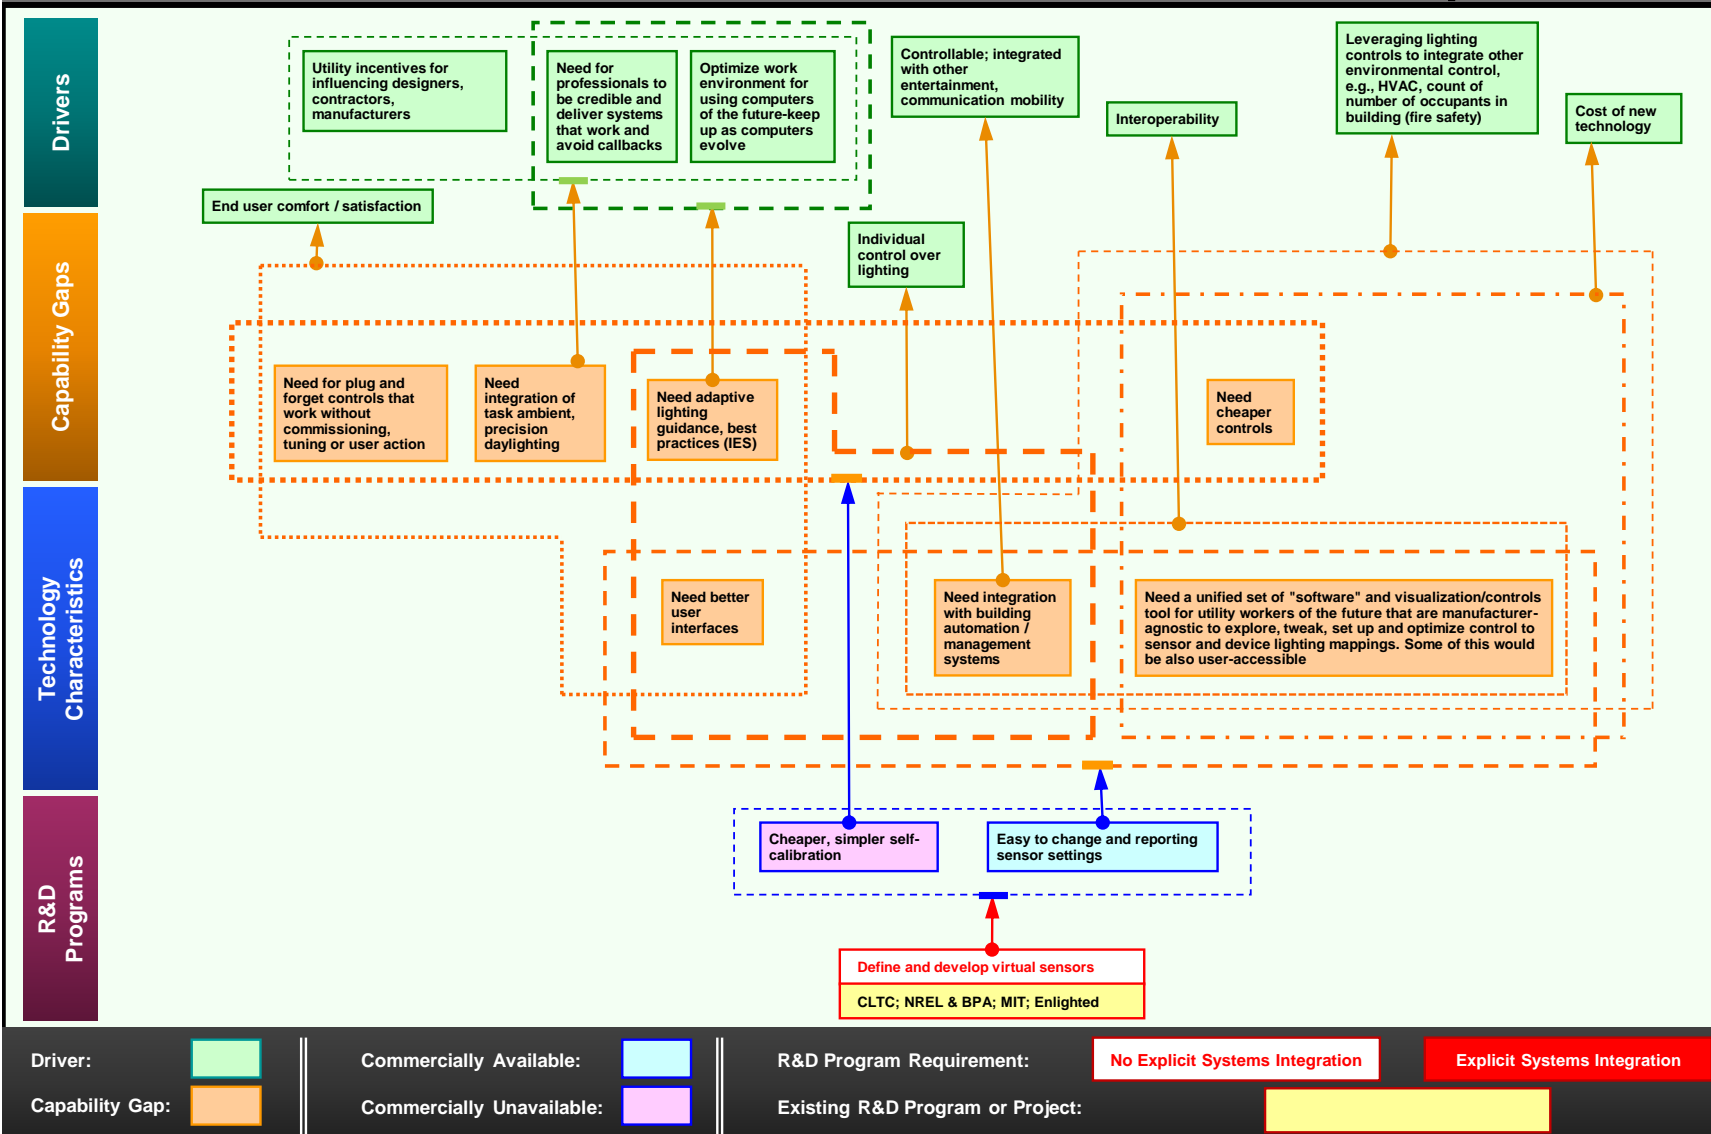 Drivers
Utility incentives for
influencing designers,
contractors,
manufacturers
Need for
professionals to
be credible and
deliver systems
that work and
avoid callbacks
Optimize work
environment for
using computers
of the future-keep
up as computers
evolve
Controllable; integrated
with other
entertainment,
communication mobility
Interoperability
Leveraging lighting
controls to integrate other
environmental control,
e.g., HVAC, count of
number of occupants in
building (fire safety)
Cost of new
technology
End user comfort / satisfaction
Individual
control over
lighting
Capability Gaps
Need for plug and
forget controls that
work without
commissioning,
tuning or user action
Need
integration of
task ambient,
precision
daylighting
Need adaptive
lighting
guidance, best
practices (IES)
Need
cheaper
controls
Technology
Characteristics
Need better
user
interfaces
Need integration
with building
automation /
management
systems
Need a unified set of "software" and visualization/controls
tool for utility workers of the future that are manufacturer-
agnostic to explore, tweak, set up and optimize control to
sensor and device lighting mappings. Some of this would
be also user-accessible
R&D
Programs
Cheaper, simpler self-
calibration
Easy to change and reporting
sensor settings
Define and develop virtual sensors
CLTC; NREL & BPA; MIT; Enlighted
Driver:
Capability Gap:
Commercially Available:
Commercially Unavailable:
R&D Program Requirement:
No Explicit Systems Integration
Explicit Systems Integration
Existing R&D Program or Project: